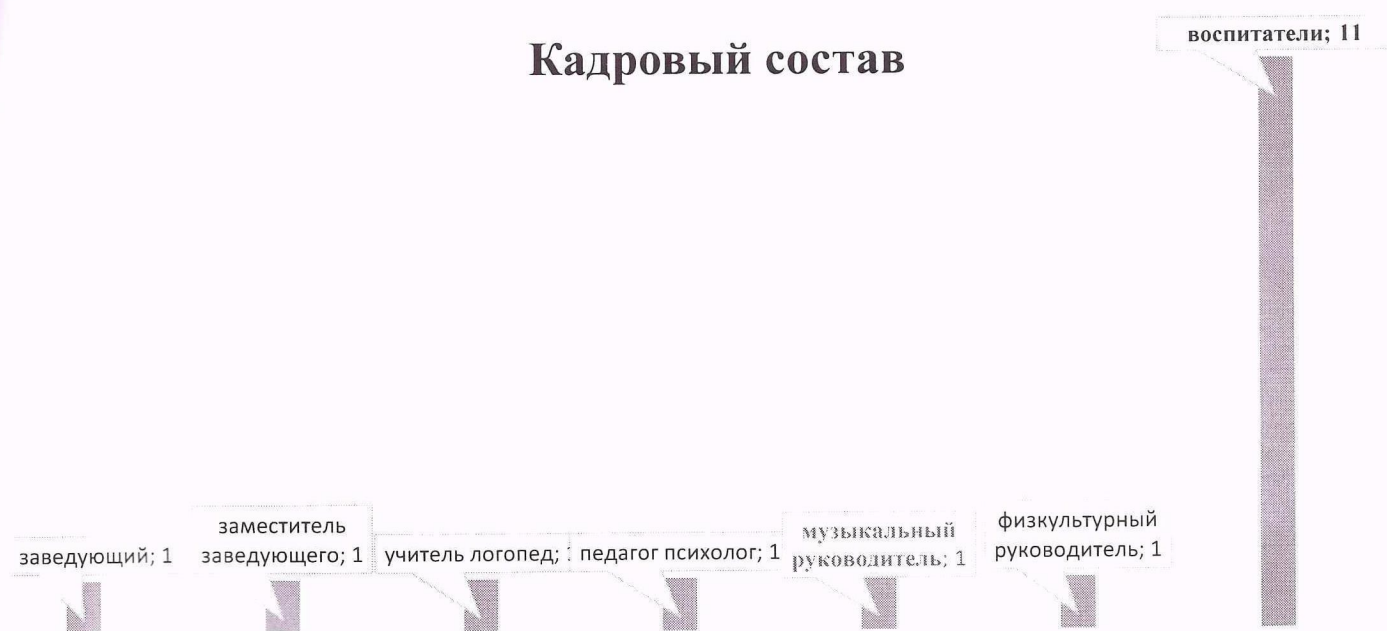 Кадровый состав
воспитатели; 11
заведующий; 1
заместитель
заведующего; 1
учитель логопед;
педагог психолог; 1
музыкальный
руководитель; 1
физкультурный
руководитель; 1